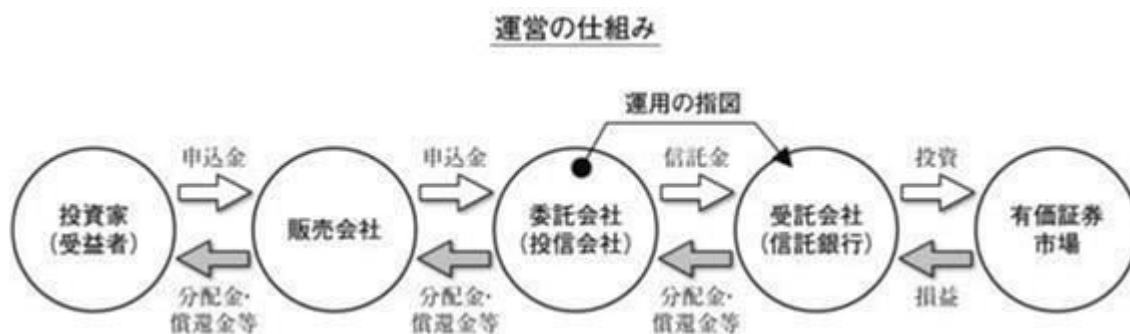 運営の仕組み
運用の指図
申込金
申込金
信託金
投資
投資家
(受益者)
販売会社
委託会社
(投信会社)
受託会社
(信託銀行)
有価証券
市場
分配金・
償還金等
分配金・
償還金等
分配金・
償還金等
損益